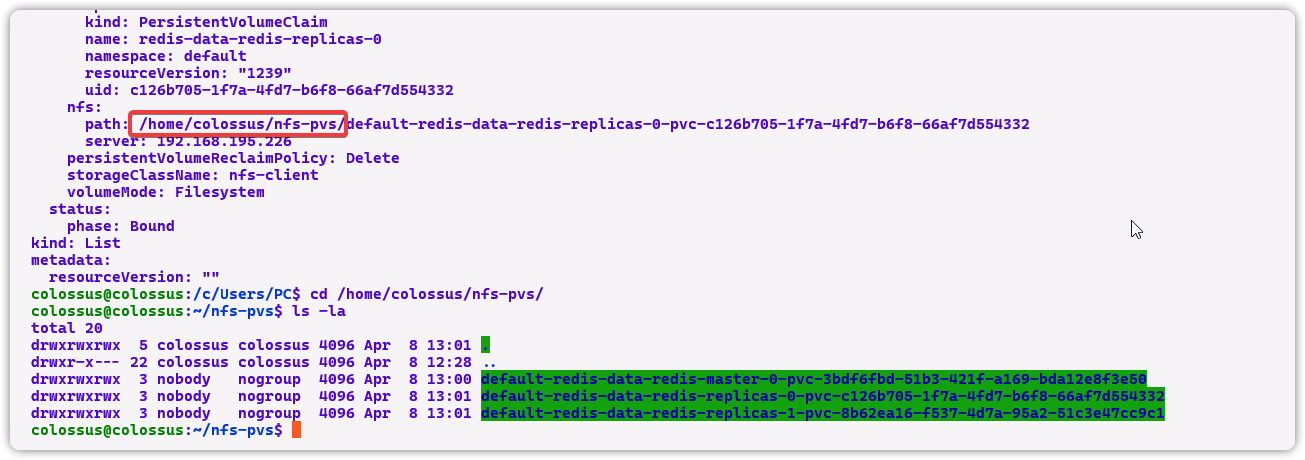 kind: PersistentVolumeClaim
name: redis-data-redis-replicas-0
namespace: default
resourceVersion: "1239"
uid: c126b705-1f7a-4fd7-b6f8-66af7d554332
nfs:
path: /home/colossus/nfs-pvs/default-redis-data-redis-replicas-0-pvc-c126b705-1f7a-4fd7-b6f8-66af7d554332
server: 192.168.195.226
persistentVolumeReclaimPolicy: Delete
storageClassName: nfs-client
volumeMode: Filesystem
status:
phase: Bound
kind: List
metadata:
resourceVersion: ""
colossus@colossus:/c/Users/PC$ cd /home/colossus/nfs-pvs/
colossus@colossus:~/nfs-pvs$ ls -la
total 20
drwxrwxrwx  5 colossus colossus 4096 Apr  8 13:01 .
drwxr-x--- 22 colossus colossus 4096 Apr  8 12:28 ..
drwxrwxrwx  3 nobody   nogroup  4096 Apr  8 13:00 default-redis-data-redis-master-0-pvc-3bdf6fbd-51b3-421f-a169-bda12e8f3e50
drwxrwxrwx  3 nobody   nogroup  4096 Apr  8 13:01 default-redis-data-redis-replicas-0-pvc-c126b705-1f7a-4fd7-b6f8-66af7d554332
drwxrwxrwx  3 nobody   nogroup  4096 Apr  8 13:01 default-redis-data-redis-replicas-1-pvc-8b62ea16-f537-4d7a-95a2-51c3e47cc9c1
colossus@colossus:~/nfs-pvs$